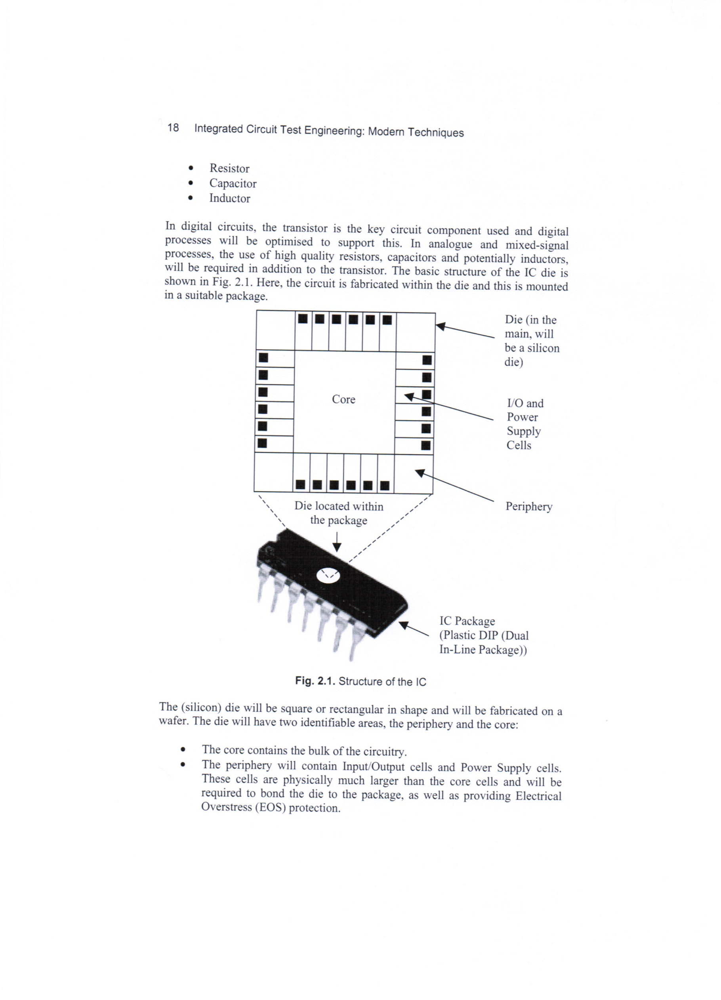 18 Integrated Circuit Test Engineering: Modern Techniques
• Resistor
• Capacitor
• Inductor
In digital circuits, the transistor is the key circuit component used and digital
processes will be optimised to support this. In analogue and mixed-signal
processes, the use of high quality resistors, capacitors and potentially inductors,
will be required in addition to the transistor. The basic structure of the IC die is
shown in Fig. 2.1. Here, the circuit is fabricated within the die and this is mounted
in a suitable package.
Die (in the
main, will
be a silicon
die)
Core
I/O and
Power
Supply
Cells
Periphery
Die located within
the package
IC Package
(Plastic DIP (Dual
In-Line Package))
Fig. 2.1. Structure of the IC
The (silicon) die will be square or rectangular in shape and will be fabricated on a
wafer. The die will have two identifiable areas, the periphery and the core:
• The core contains the bulk of the circuitry.
• The periphery will contain Input/Output cells and Power Supply cells.
These cells are physically much larger than the core cells and will be
required to bond the die to the package, as well as providing Electrical
Overstress (EOS) protection.